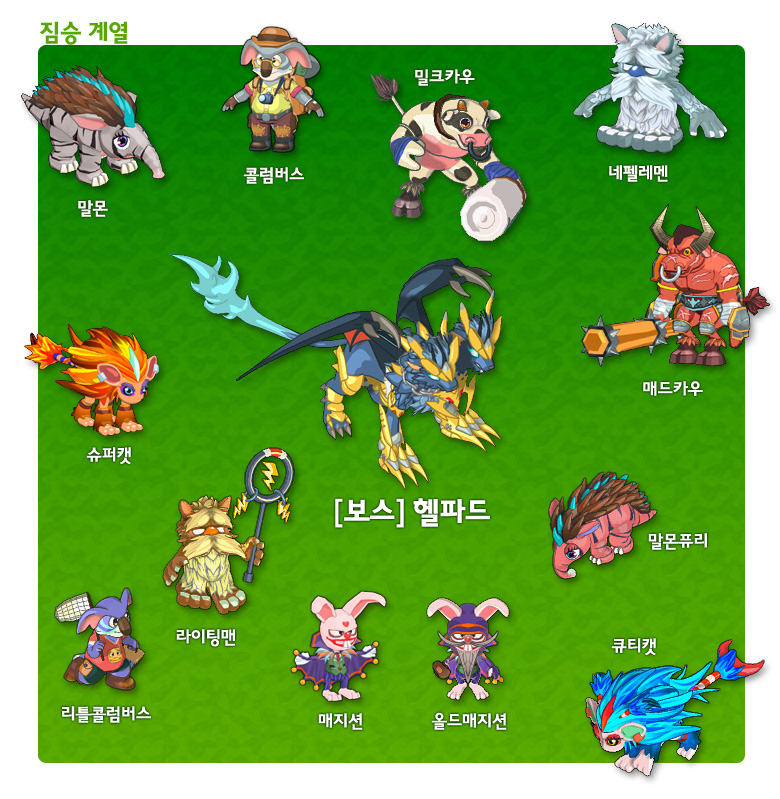 짐승 계열
밀크카우
콜럼버스
네펠레멘
말몬
매드카우
슈퍼캣
[보스] 헬파드
말몬퓨리
라이팅맨
큐티캣
리틀콜럼버스
매지션
올드매지션